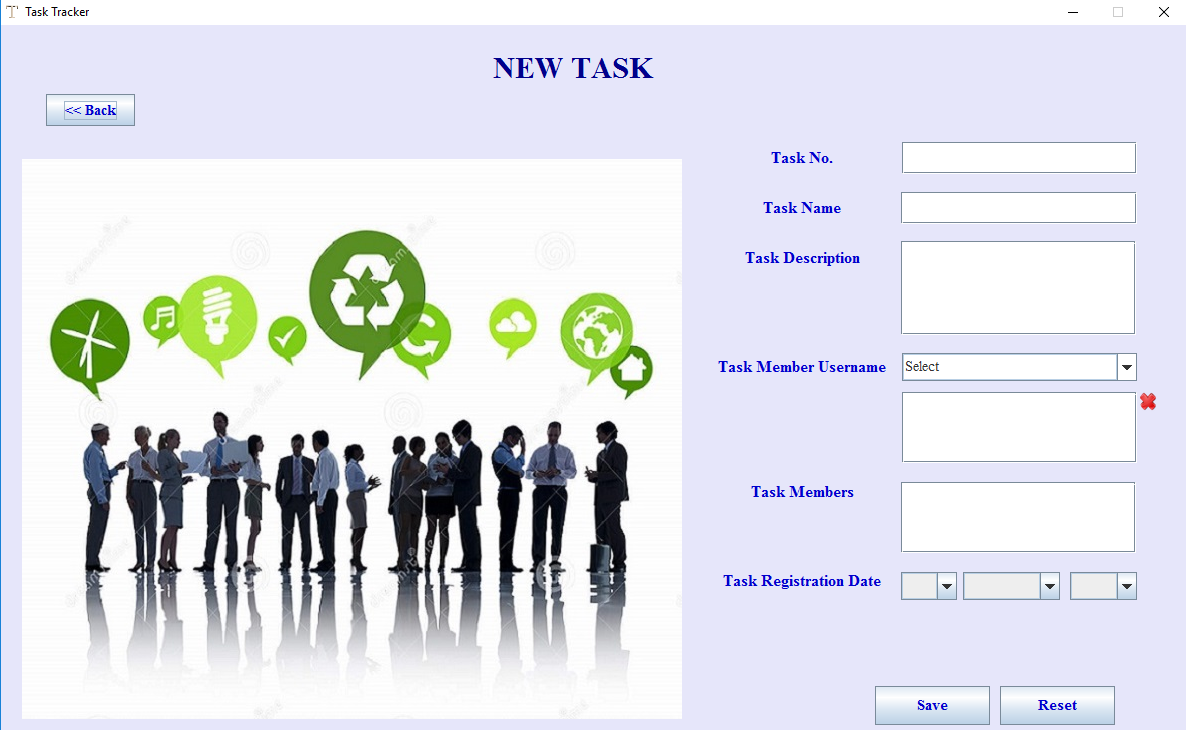 Task Tracker
NEW TASK
<< Back
Task No.
Task Name
Task Description
Task Member Username
Select
Task Members
Task Registration Date
Save
Reset